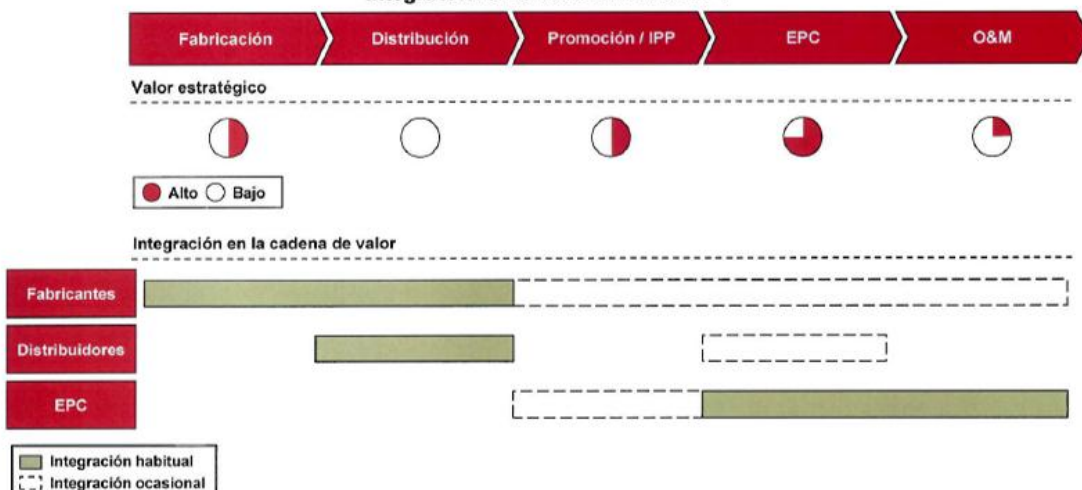 Fabricación
Distribución
Promoción / IPP
EPC
O&M
Valor estratégico
Alto
Bajo
Integración en la cadena de valor
Fabricantes
Distribuidores
EPC
Integración habitual
Integración ocasional